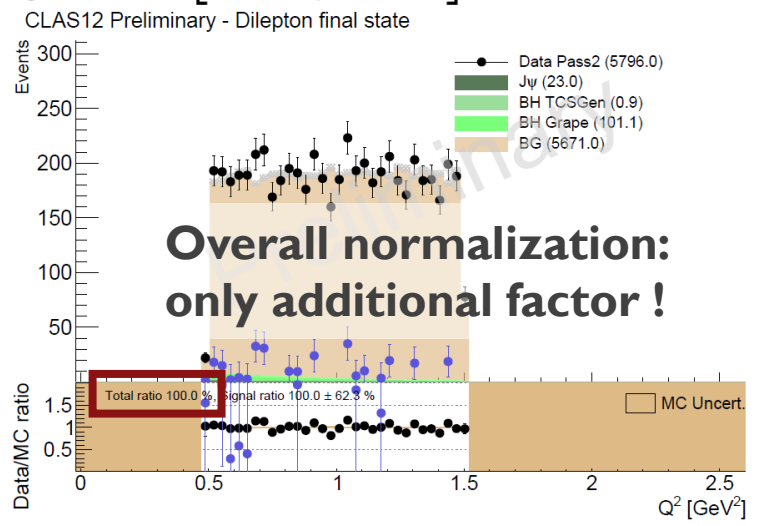 CLAS12 Preliminary - Dilepton final state
Events
300
250
200
150
100
50
Data Pass2 (5796.0)
Jψ (23.0)
BH TCSGen (0.9)
BH Grape (101.1)
BG (5671.0)
Preliminary
Overall normalization:
only additional factor !
Total ratio 100.0 %, Signal ratio 100.0 ± 62.3 %
MC Uncert.
Data/MC ratio
1.5
1
0.5
0 0.5 1 1.5 2 2.5
Q² [GeV²]